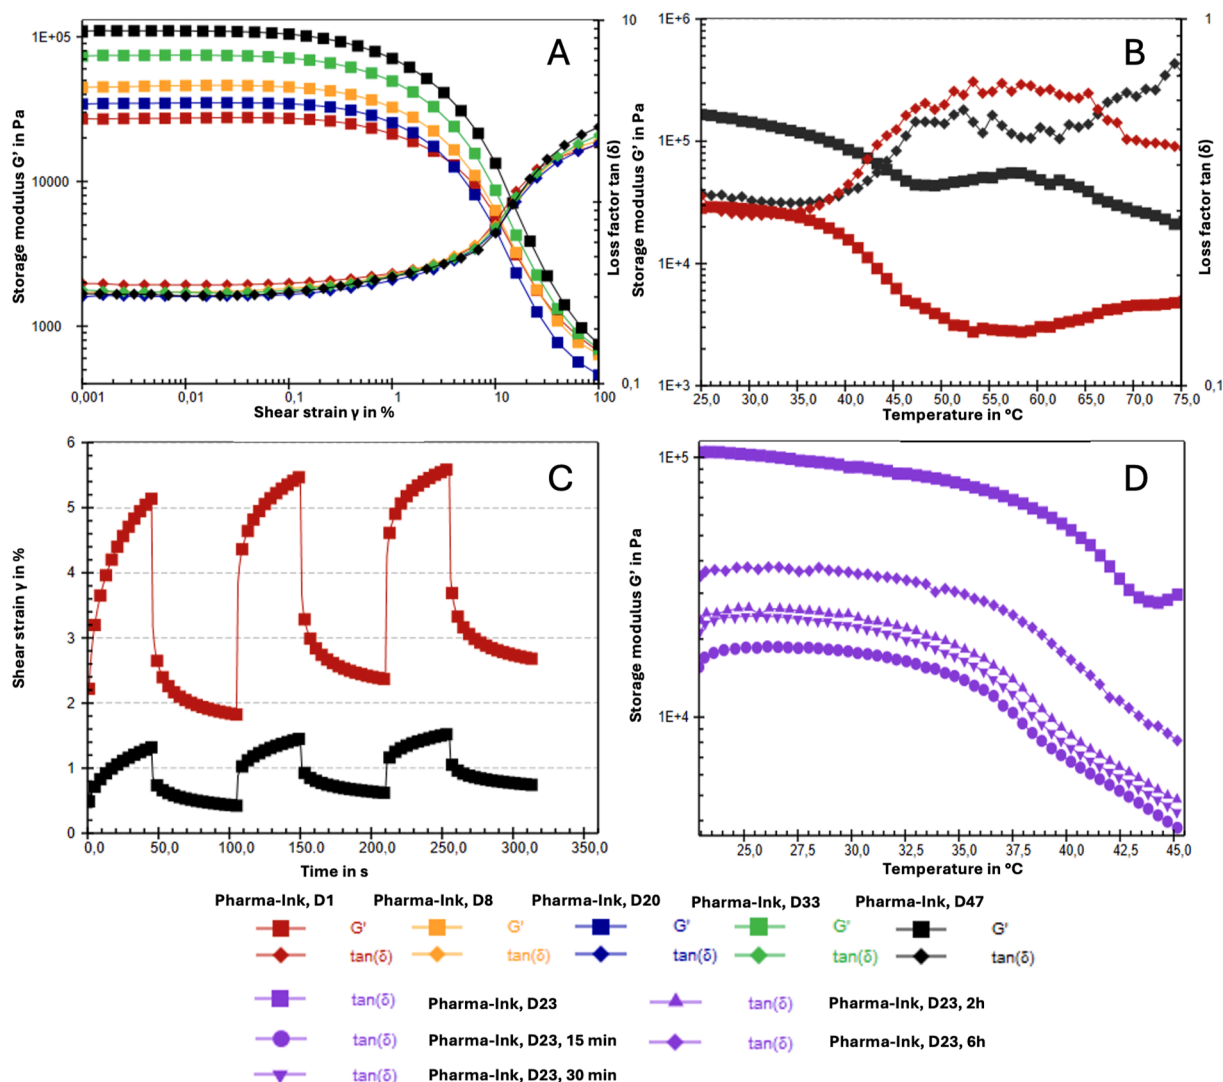 A
1E+05
10000
1000
10
0,1
Storage modulus G’ in Pa
Loss factor tan (δ)
0,001 0,01 0,1 1 10 100
Shear strain γ in %
B
1E+6
1E+5
1E+4
1E+3
1
0,1
Storage modulus G’ in Pa
Loss factor tan (δ)
25,0 35,0 40,0 45,0 50,0 55,0 60,0 70,0 75,0
Temperature in °C
C
6
5
4
3
2
1
0
Shear strain γ in %
0,0 50,0 100,0 150,0 200,0 250,0 300,0 350,0
Time in s
D
1E+5
1E+4
Storage modulus G’ in Pa
25,0 27,5 30,0 32,5 35,0 37,5 40,0 42,5 45,0
Temperature in °C
Pharma-Ink, D1 Pharma-Ink, D8 Pharma-Ink, D20 Pharma-Ink, D33 Pharma-Ink, D47
G' G' G' G' G'
tan(δ) tan(δ) tan(δ) tan(δ) tan(δ)
tan(δ) Pharma-Ink, D23 tan(δ) Pharma-Ink, D23, 2h
tan(δ) Pharma-Ink, D23, 15 min tan(δ) Pharma-Ink, D23, 6h
tan(δ) Pharma-Ink, D23, 30 min